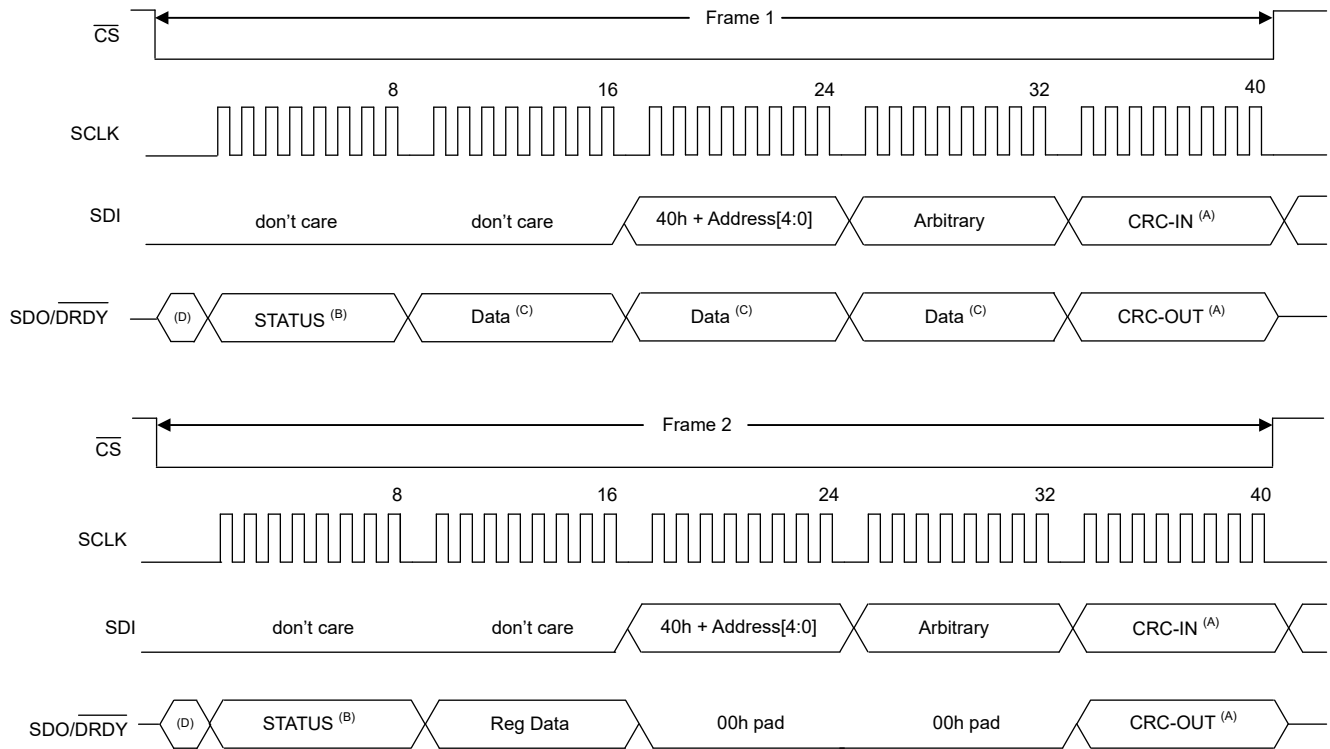 Frame 1
CS
8 16 24 32 40
SCLK
SDI don't care don't care 40h + Address[4:0] Arbitrary CRC-IN (A)
SDO/DRDY (D) STATUS (B) Data (C) Data (C) Data (C) CRC-OUT (A)
Frame 2
CS
8 16 24 32 40
SCLK
SDI don't care don't care 40h + Address[4:0] Arbitrary CRC-IN (A)
SDO/DRDY (D) STATUS (B) Reg Data 00h pad 00h pad CRC-OUT (A)